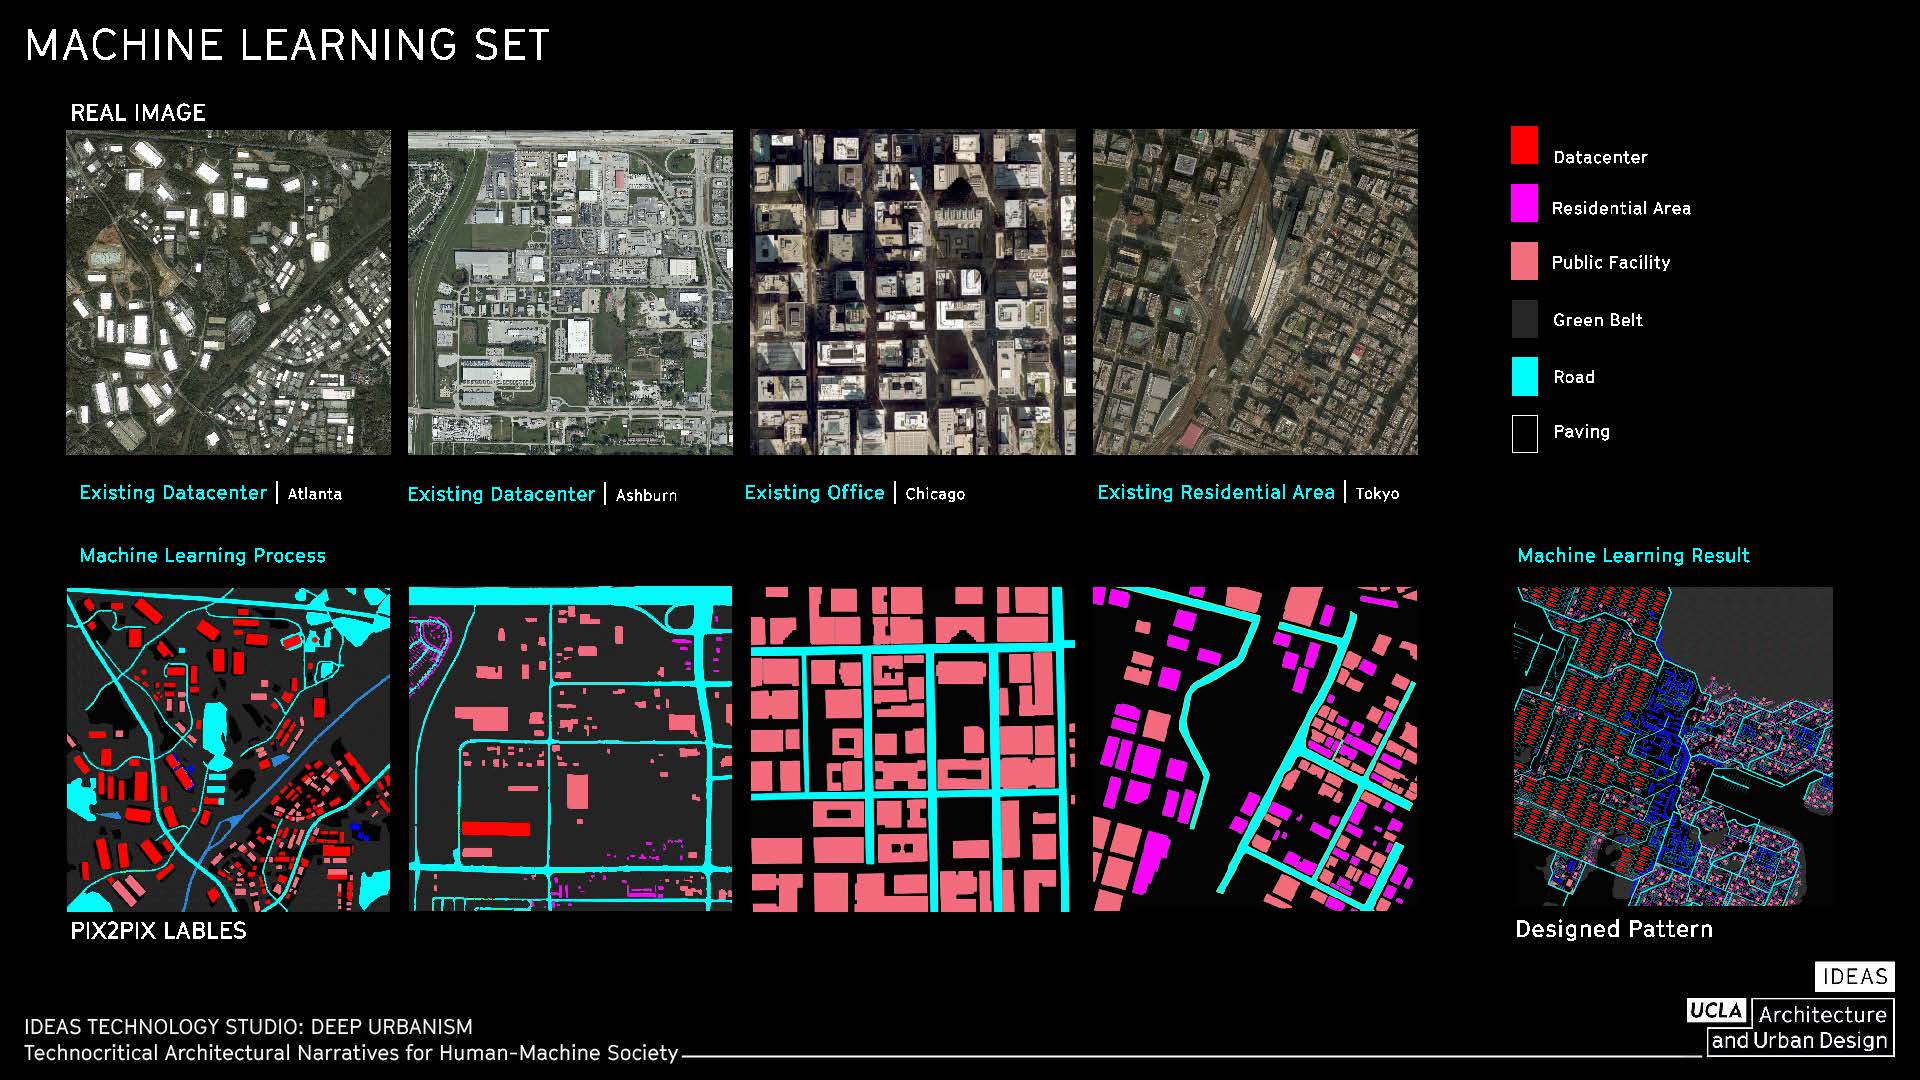 MACHINE LEARNING SET
REAL IMAGE
Datacenter
Residential Area
Public Facility
Green Belt
Road
Paving
Existing Datacenter | Atlanta
Existing Datacenter | Ashburn
Existing Office | Chicago
Existing Residential Area | Tokyo
Machine Learning Process
Machine Learning Result
PIX2PIX LABLES
Designed Pattern
IDEAS
UCLA Architecture
and Urban Design
IDEAS TECHNOLOGY STUDIO: DEEP URBANISM
Technocritical Architectural Narratives for Human-Machine Society